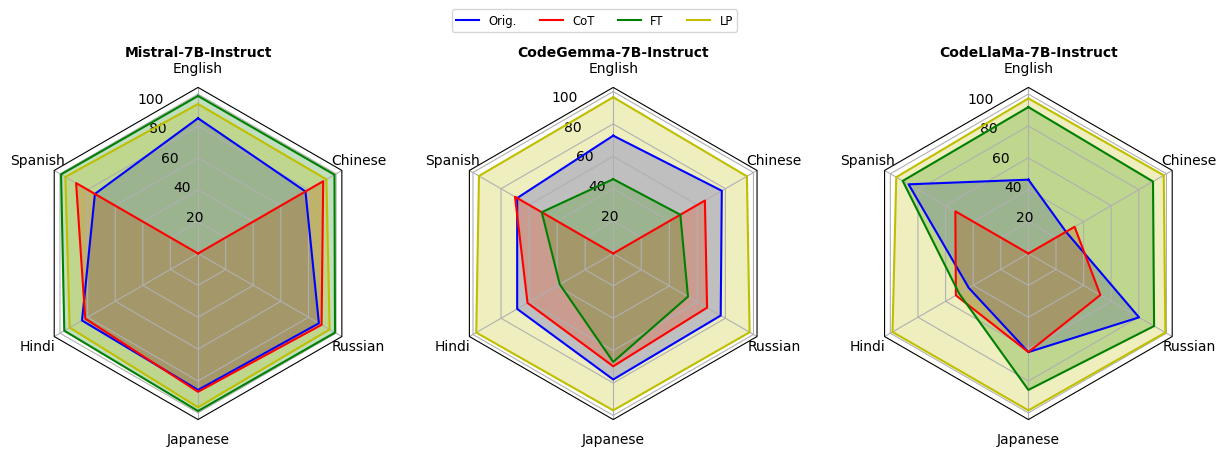 Orig. CoT FT LP
Mistral-7B-Instruct
English
100
80
60
40
20
Spanish
Chinese
Hindi
Russian
Japanese
CodeGemma-7B-Instruct
English
100
80
60
40
20
Spanish
Chinese
Hindi
Russian
Japanese
CodeLlaMa-7B-Instruct
English
100
80
60
40
20
Spanish
Chinese
Hindi
Russian
Japanese